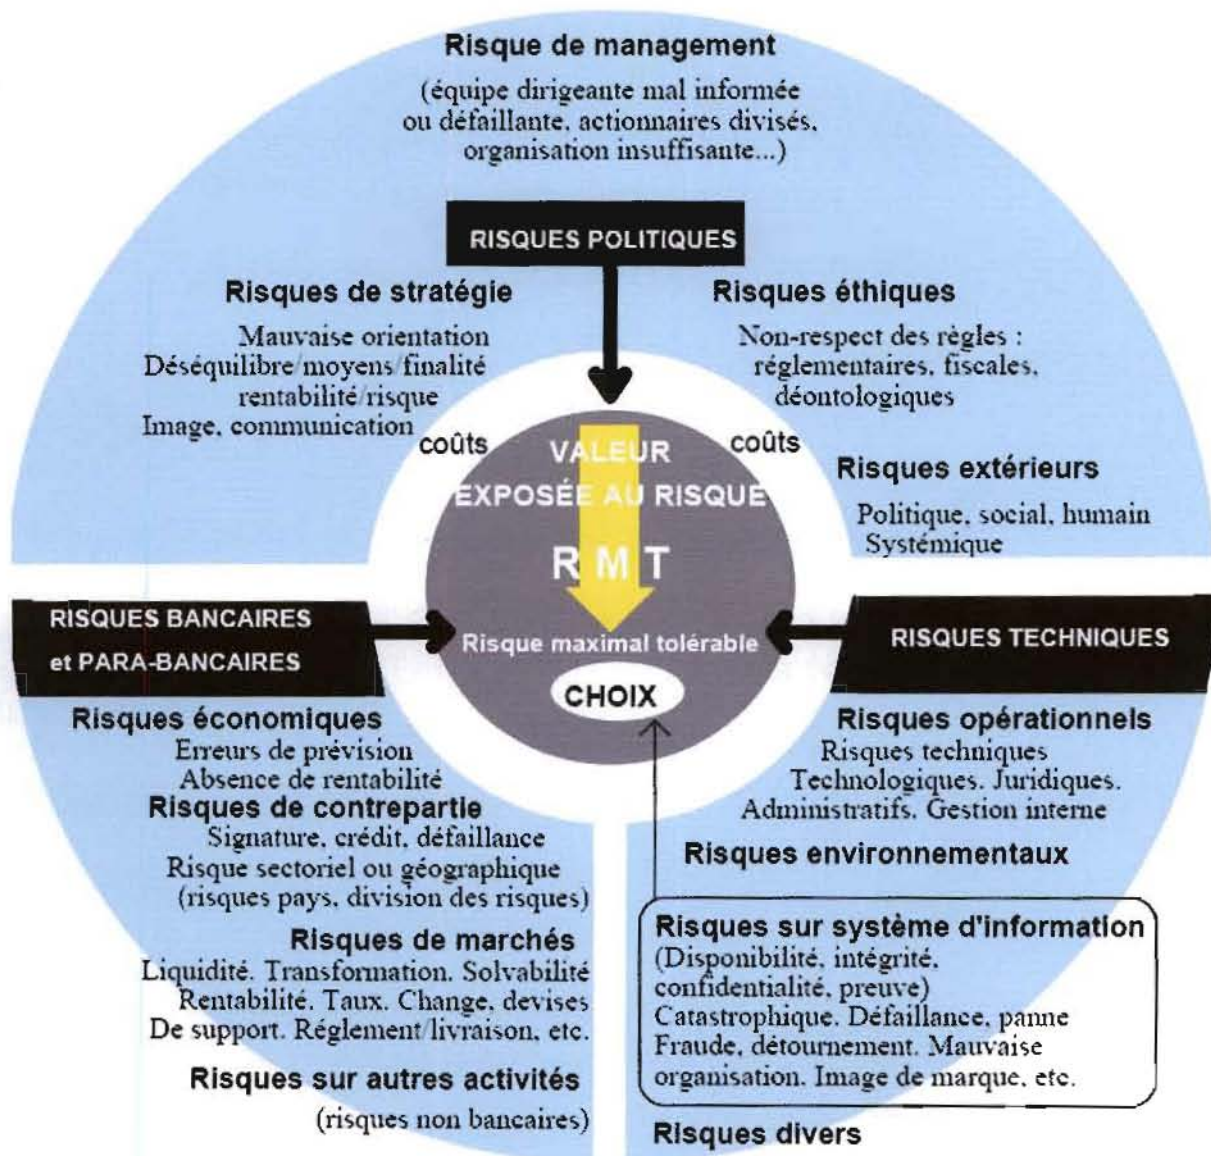 Risque de management
(équipe dirigeante mal informée
ou défaillante, actionnaires divisés,
organisation insuffisante...)
RISQUES POLITIQUES
Risques de stratégie
Mauvaise orientation
Déséquilibre/moyens/finalité
rentabilité/risque
Image, communication
Risques éthiques
Non-respect des règles :
réglementaires, fiscales,
déontologiques
coûts
coûts
Risques extérieurs
Politique, social, humain
Systémique
VALEUR
EXPOSÉE AU RISQUE
R M T
Risque maximal tolérable
CHOIX
RISQUES BANCAIRES
et PARA-BANCAIRES
Risques économiques
Erreurs de prévision
Absence de rentabilité
Risques de contrepartie
Signature, crédit, défaillance
Risque sectoriel ou géographique
(risques pays, division des risques)
Risques de marchés
Liquidité. Transformation. Solvabilité
Rentabilité. Taux. Change, devises
De support. Réglement/livraison, etc.
Risques sur autres activités
(risques non bancaires)
RISQUES TECHNIQUES
Risques opérationnels
Risques techniques
Technologiques. Juridiques.
Administratifs. Gestion interne
Risques environnementaux
Risques sur système d'information
(Disponibilité, intégrité,
confidentialité, preuve)
Catastrophique. Défaillance, panne
Fraude, détournement. Mauvaise
organisation. Image de marque, etc.
Risques divers